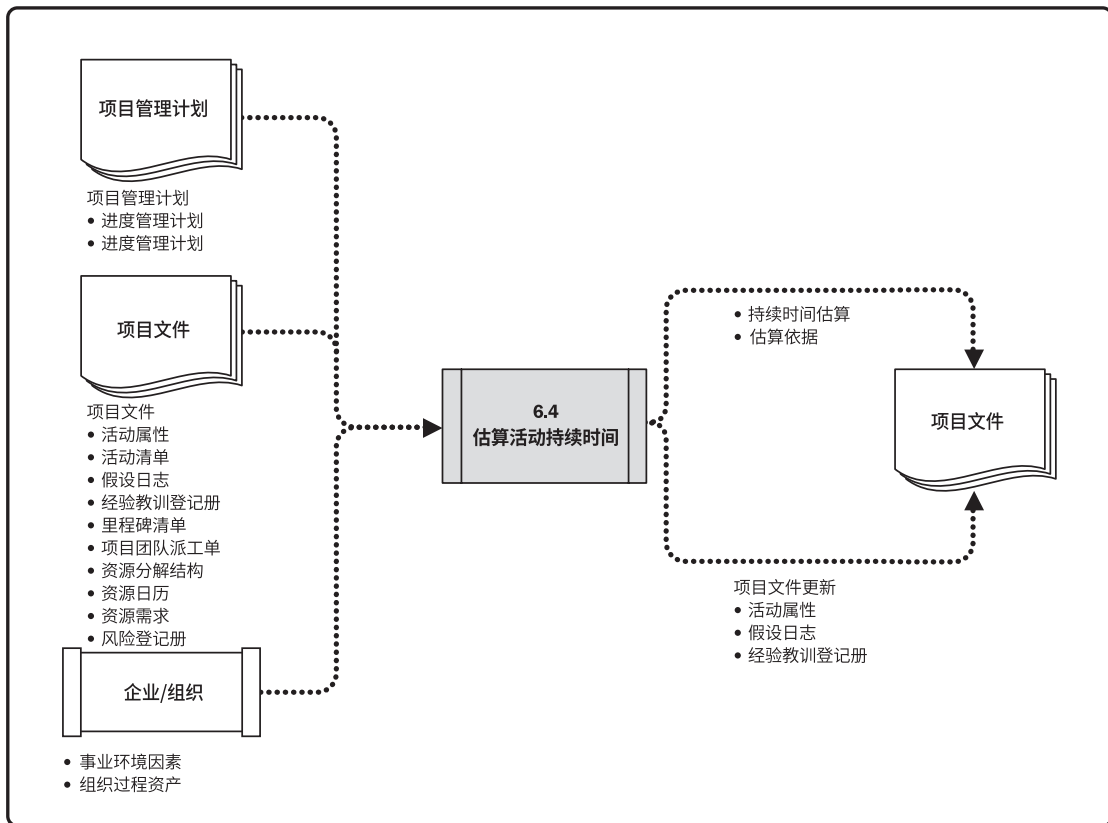 项目管理计划
项目管理计划
• 进度管理计划
• 进度管理计划
项目文件
项目文件
• 活动属性
• 活动清单
• 假设日志
• 经验教训登记册
• 里程碑清单
• 项目团队派工单
• 资源分解结构
• 资源日历
• 资源需求
• 风险登记册
企业/组织
• 事业环境因素
• 组织过程资产
6.4
估算活动持续时间
• 持续时间估算
• 估算依据
项目文件
项目文件更新
• 活动属性
• 假设日志
• 经验教训登记册